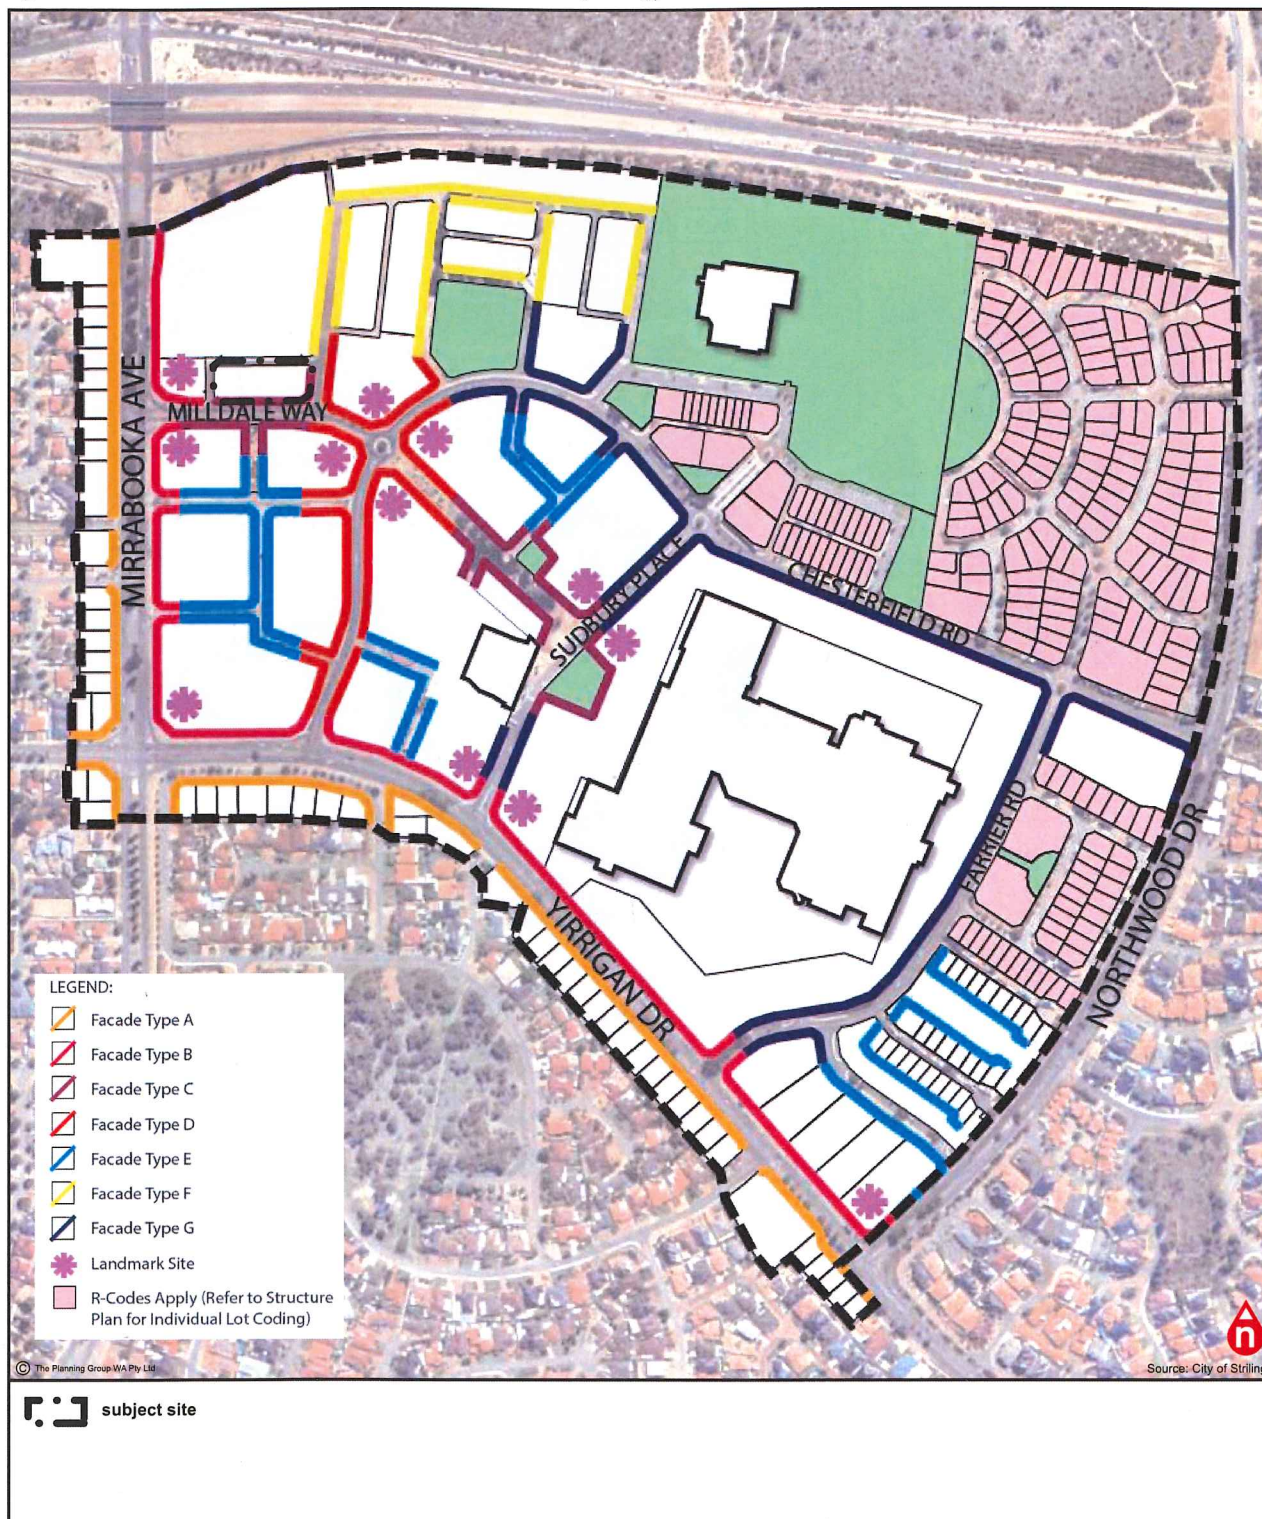 MIRRABOOKA AVE
MILLDALE WAY
SUDBURY PLACE
CHESTERFIELD RD
FARRIER RD
NORTHWOOD DR
YIRRIGAN DR
LEGEND:
Facade Type A
Facade Type B
Facade Type C
Facade Type D
Facade Type E
Facade Type F
Facade Type G
Landmark Site
R-Codes Apply (Refer to Structure
Plan for Individual Lot Coding)
n
© The Planning Group WA Pty Ltd
Source: City of Striling
subject site